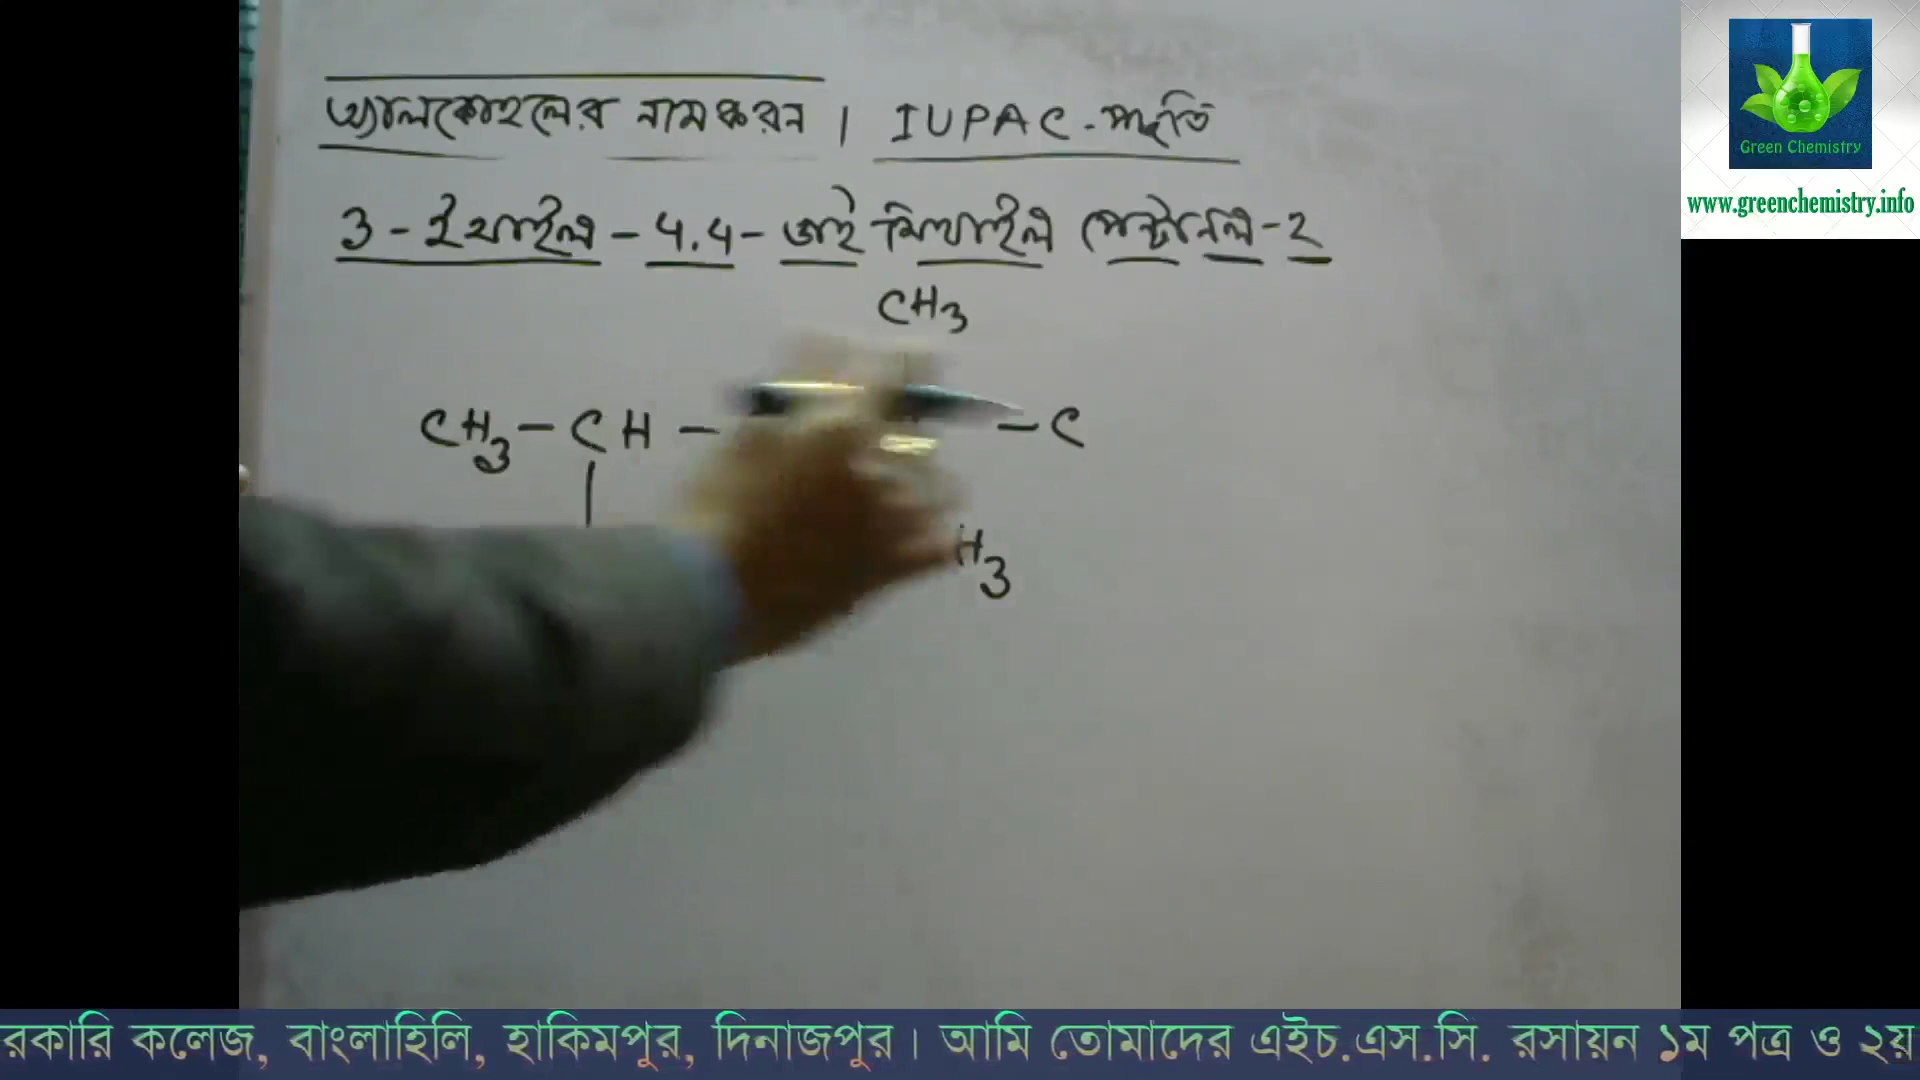 অ্যালকোহলের নামকরন । IUPAC-পদ্ধতি
3-ইথাইল-4.4-ডাই মিথাইল পেন্টানল-2
CH3
CH3-CH-
-C
H3
Green Chemistry
www.greenchemistry.info
রকারি কলেজ, বাংলাহিলি, হাকিমপুর, দিনাজপুর। আমি তোমাদের এইচ.এস.সি. রসায়ন ১ম পত্র ও ২য়